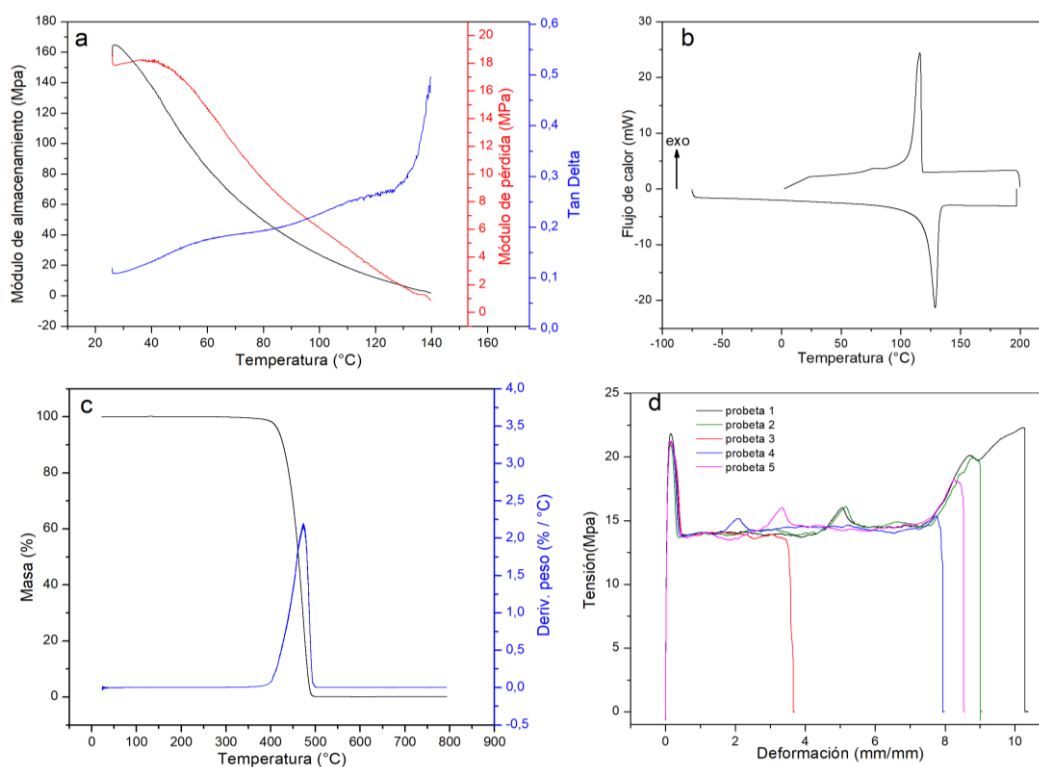 a
Módulo de almacenamiento (Mpa)
180
160
140
120
100
80
60
40
20
0
-20
20 40 60 80 100 120 140 160
Temperatura (°C)
20
18
16
14
12
10
8
6
4
2
0
Módulo de pérdida (MPa)
0,6
0,5
0,4
0,3
0,2
0,1
0,0
Tan Delta
b
Flujo de calor (mW)
30
20
10
0
-10
-20
exo
-100 -50 0 50 100 150 200
Temperatura (°C)
c
Masa (%)
100
80
60
40
20
0
0 100 200 300 400 500 600 700 800 900
Temperatura (°C)
4,0
3,5
3,0
2,5
2,0
1,5
1,0
0,5
0,0
-0,5
Deriv. peso (% / °C)
d
Tensión(Mpa)
25
20
15
10
5
0
probeta 1
probeta 2
probeta 3
probeta 4
probeta 5
0 2 4 6 8 10
Deformación (mm/mm)